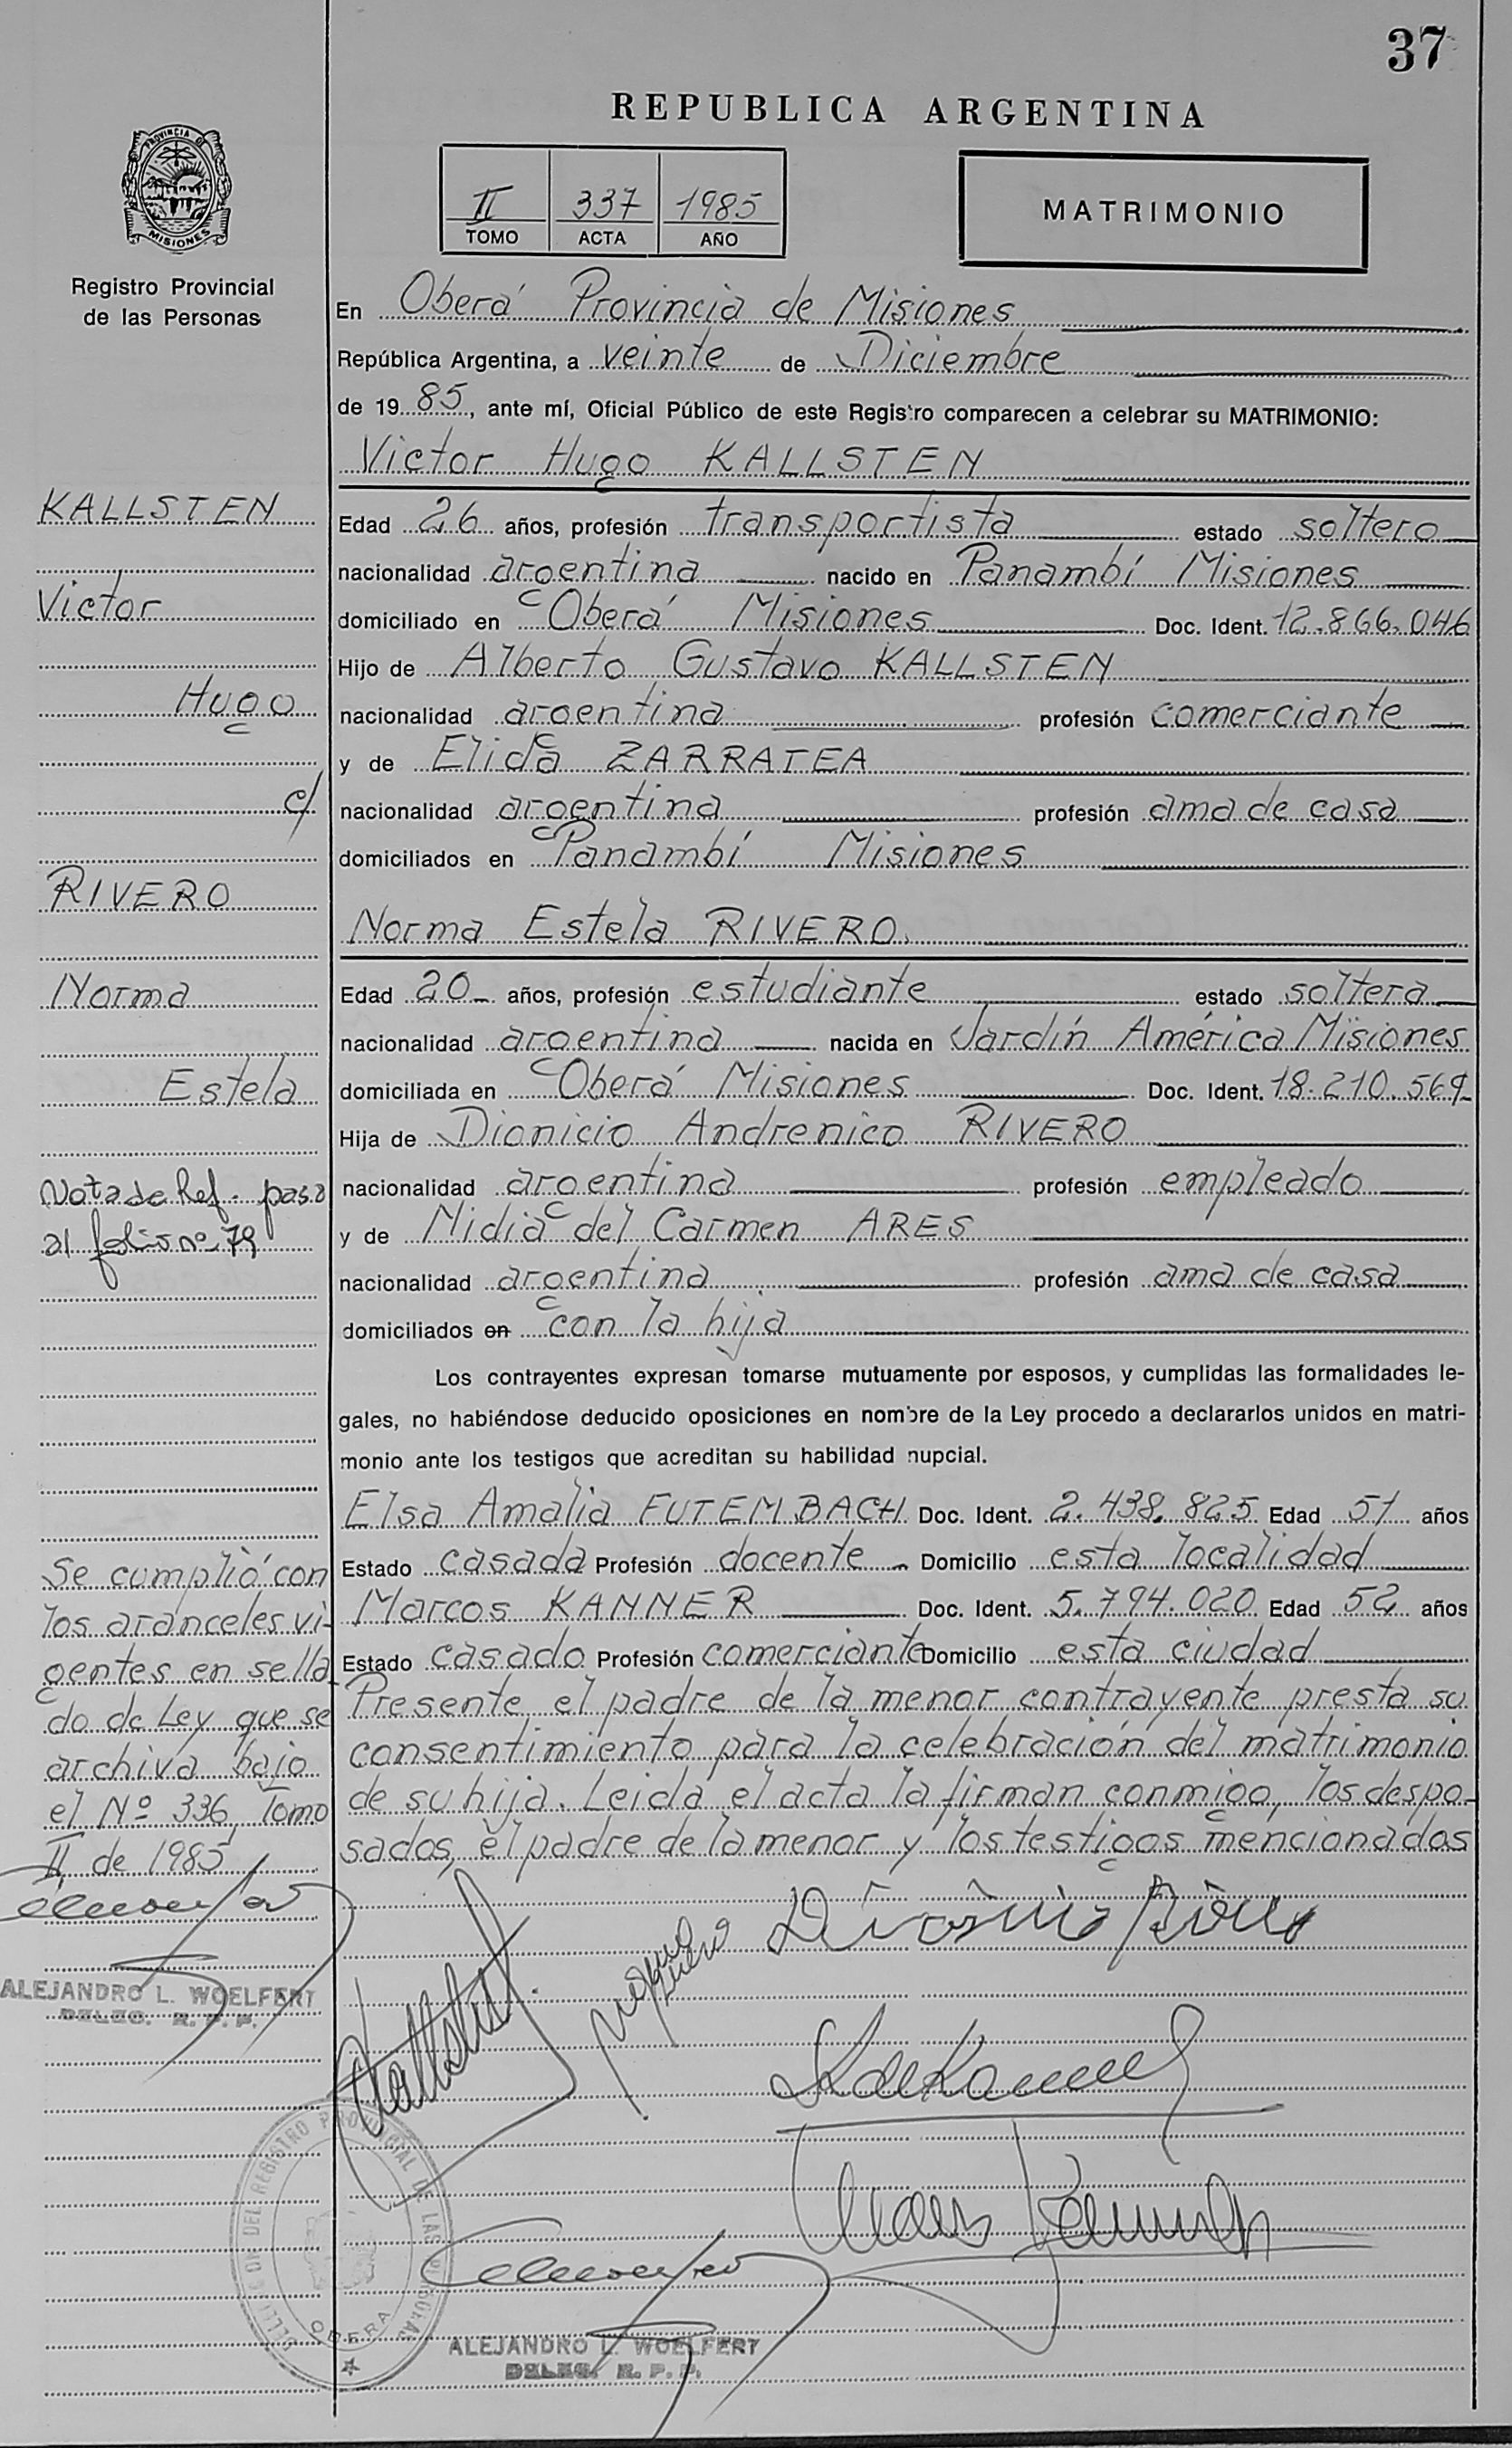 37
REPUBLICA ARGENTINA
PROVINCIA DE
MISIONES
II 337 1985
TOMO ACTA AÑO
MATRIMONIO
Registro Provincial
de las Personas
En Oberá Provincia de Misiones
República Argentina, a veinte de Diciembre
de 19 85, ante mí, Oficial Público de este Registro comparecen a celebrar su MATRIMONIO:
Victor Hugo KALLSTEN
Edad 26 años, profesión transportista estado soltero
nacionalidad argentina nacido en Panambí Misiones
domiciliado en Oberá Misiones Doc. Ident. 12.866.046
Hijo de Alberto Gustavo KALLSTEN
nacionalidad argentina profesión comerciante
y de Elida ZARRATEA
nacionalidad argentina profesión ama de casa
domiciliados en Panambí Misiones
Norma Estela RIVERO
Edad 20 años, profesión estudiante estado soltera
nacionalidad argentina nacida en Jardín América Misiones
domiciliada en Oberá Misiones Doc. Ident. 18.210.569
Hija de Dionicio Andrenico RIVERO
nacionalidad argentina profesión empleado
y de Nidia del Carmen ARES
nacionalidad argentina profesión ama de casa
domiciliados en con la hija
Los contrayentes expresan tomarse mutuamente por esposos, y cumplidas las formalidades le-
gales, no habiéndose deducido oposiciones en nombre de la Ley procedo a declararlos unidos en matri-
monio ante los testigos que acreditan su habilidad nupcial.
Elsa Amalia FUTEMBACH Doc. Ident. 2.438.825 Edad 51 años
Estado casada Profesión docente Domicilio esta localidad
Marcos KANNER Doc. Ident. 5.794.020 Edad 52 años
Estado casado Profesión comerciante Domicilio esta ciudad
Presente el padre de la menor contrayente presta su
consentimiento para la celebración del matrimonio
de su hija. Leida el acta la firman conmigo, los despo-
sados, el padre de la menor y los testigos mencionados
KALLSTEN
Victor
Hugo
c/
RIVERO
Norma
Estela
Nota de Ref. pasa
al folio nº 79
Se cumplió con
los aranceles vi-
gentes en sella
do de Ley que se
archiva bajo
el Nº 336, Tomo
II de 1985
ALEJANDRO L. WOELFERT
DELEG. R. P. P.
DEL REGISTRO PROVINCIAL DE LAS PERSONAS
OBERA
ALEJANDRO L. WOELFERT
DELEG. R. P. P.